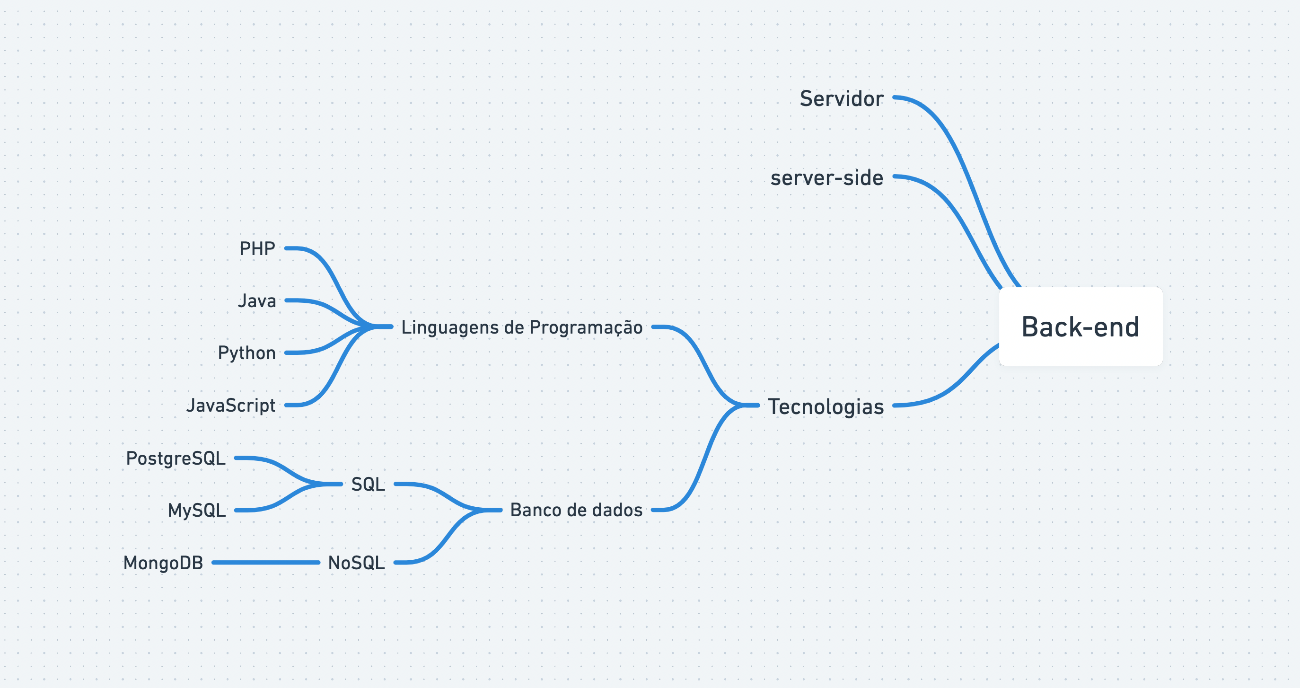 Servidor
server-side
PHP
Java
Linguagens de Programação
Back-end
Python
JavaScript
Tecnologias
PostgreSQL
SQL
MySQL
Banco de dados
MongoDB
NoSQL